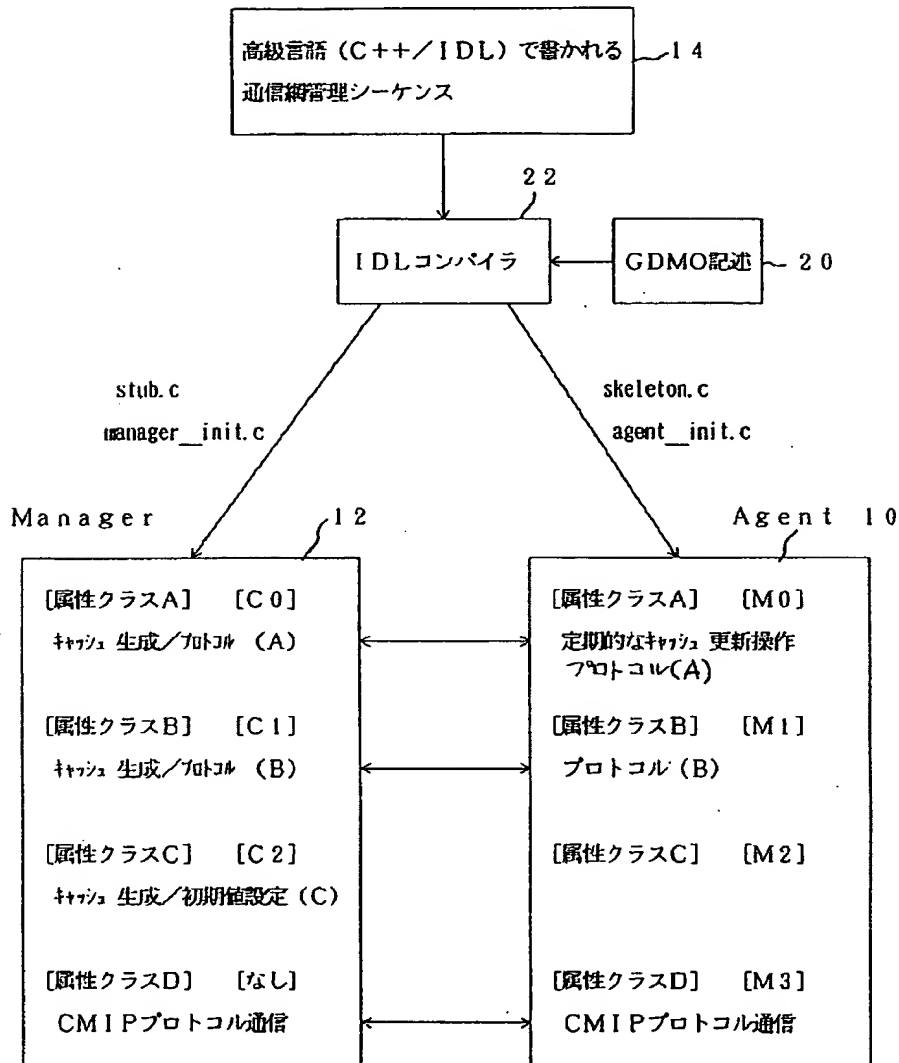 高級言語（C++／IDL）で書かれる
通信網管理シーケンス
14
22
IDLコンパイラ
GDMO記述
20
stub.c
manager__init.c
skeleton.c
agent__init.c
Manager
12
Agent 10
[属性クラスA] [C0]
キャッシュ 生成／プロトコル (A)
[属性クラスA] [M0]
定期的なキャッシュ 更新操作
プロトコル(A)
[属性クラスB] [C1]
キャッシュ 生成／プロトコル (B)
[属性クラスB] [M1]
プロトコル (B)
[属性クラスC] [C2]
キャッシュ 生成／初期値設定 (C)
[属性クラスC] [M2]
[属性クラスD] [なし]
CMIPプロトコル通信
[属性クラスD] [M3]
CMIPプロトコル通信